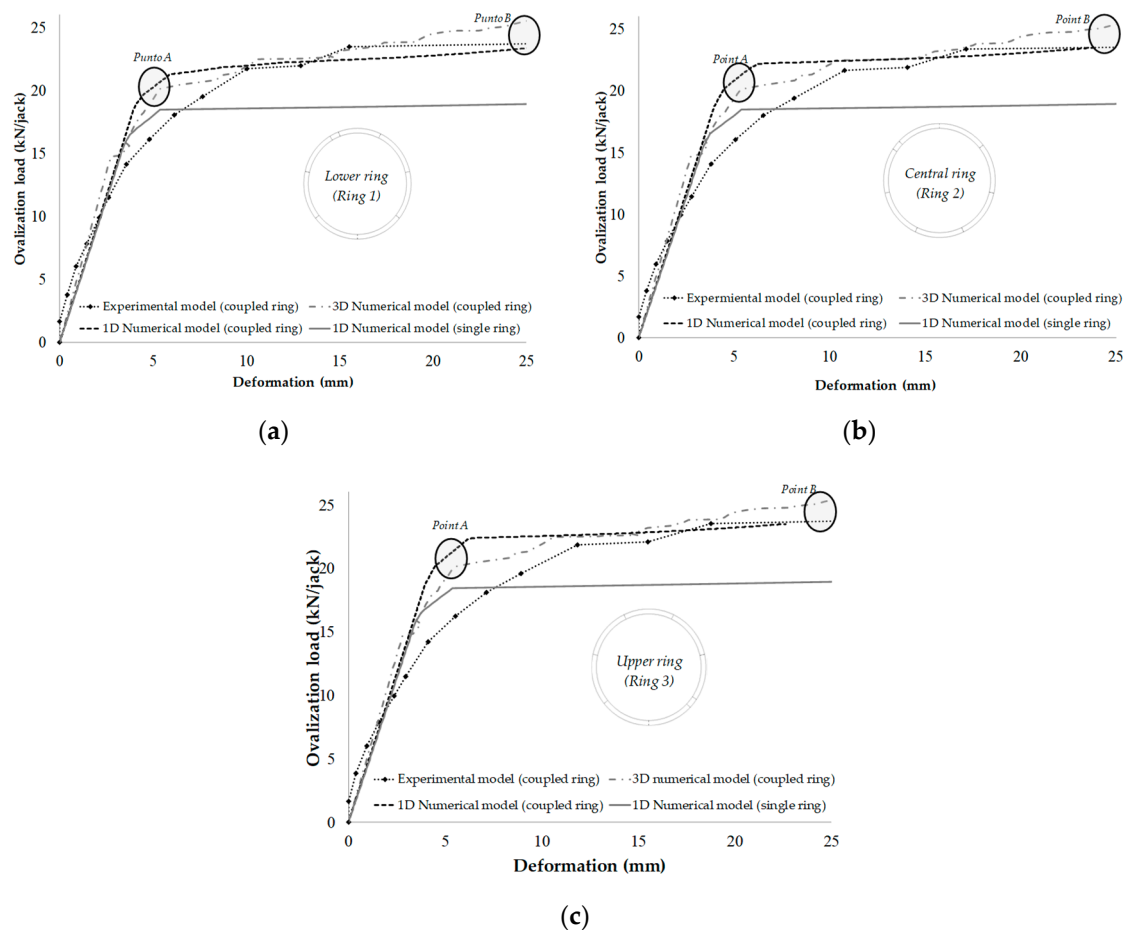 Punto B
25
Punto A
20
15
10
5
0
Ovalization load (kN/jack)
Lower ring
(Ring 1)
Experimental model (coupled ring)
3D Numerical model (coupled ring)
1D Numerical model (coupled ring)
1D Numerical model (single ring)
0 5 10 15 20 25
Deformation (mm)
(a)
Point B
25
Point A
20
15
10
5
0
Ovalization load (kN/jack)
Central ring
(Ring 2)
Expermiental model (coupled ring)
3D Numerical model (coupled ring)
1D Numerical model (coupled ring)
1D Numerical model (single ring)
0 5 10 15 20 25
Deformation (mm)
(b)
Point B
25
Point A
20
15
10
5
0
Ovalization load (kN/jack)
Upper ring
(Ring 3)
Experimental model (coupled ring)
3D numerical model (coupled ring)
1D Numerical model (coupled ring)
1D Numerical model (single ring)
0 5 10 15 20 25
Deformation (mm)
(c)